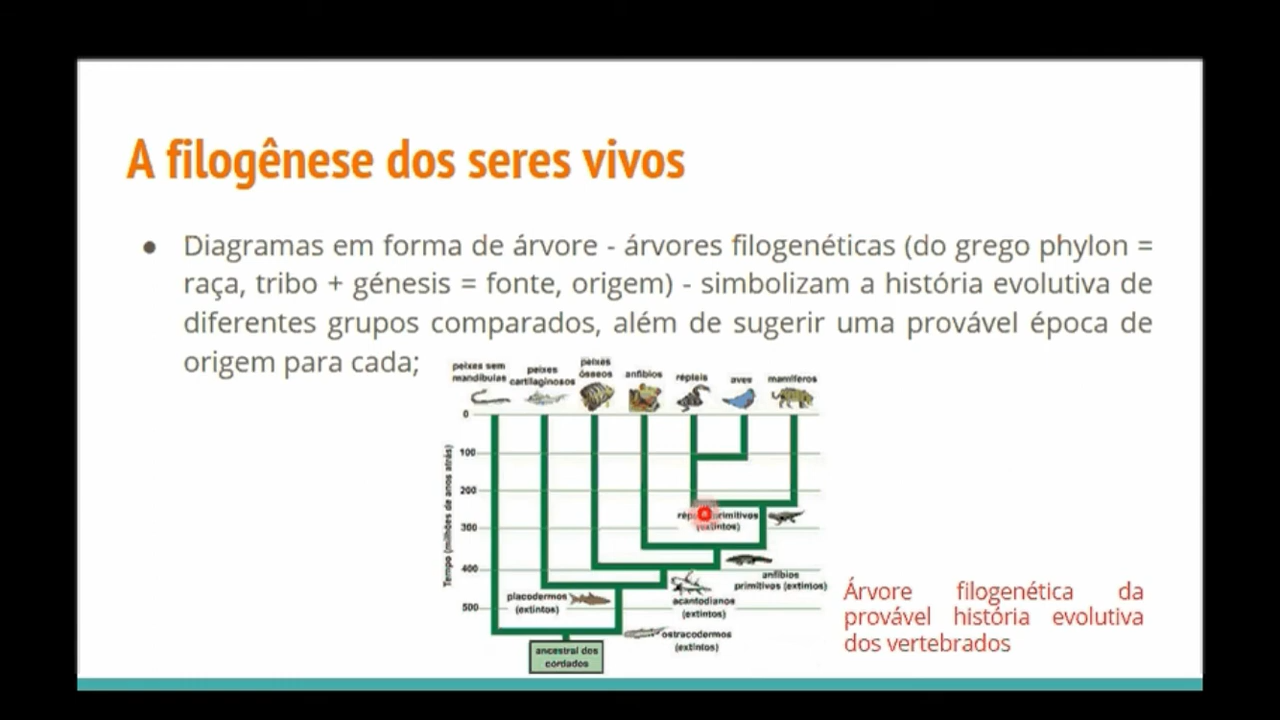 A filogênese dos seres vivos
● Diagramas em forma de árvore - árvores filogenéticas (do grego phylon =
raça, tribo + génesis = fonte, origem) - simbolizam a história evolutiva de
diferentes grupos comparados, além de sugerir uma provável época de
origem para cada;
peixes sem
mandíbulas
peixes
cartilaginosos
peixes
ósseos
anfíbios
répteis
aves
mamíferos
Tempo (milhões de anos atrás)
0
100
200
300
400
500
primitivos
(extintos)
anfíbios
primitivos (extintos)
acantodianos
(extintos)
placodermos
(extintos)
ostracodermos
(extintos)
ancestral dos
cordados
Árvore filogenética da
provável história evolutiva
dos vertebrados